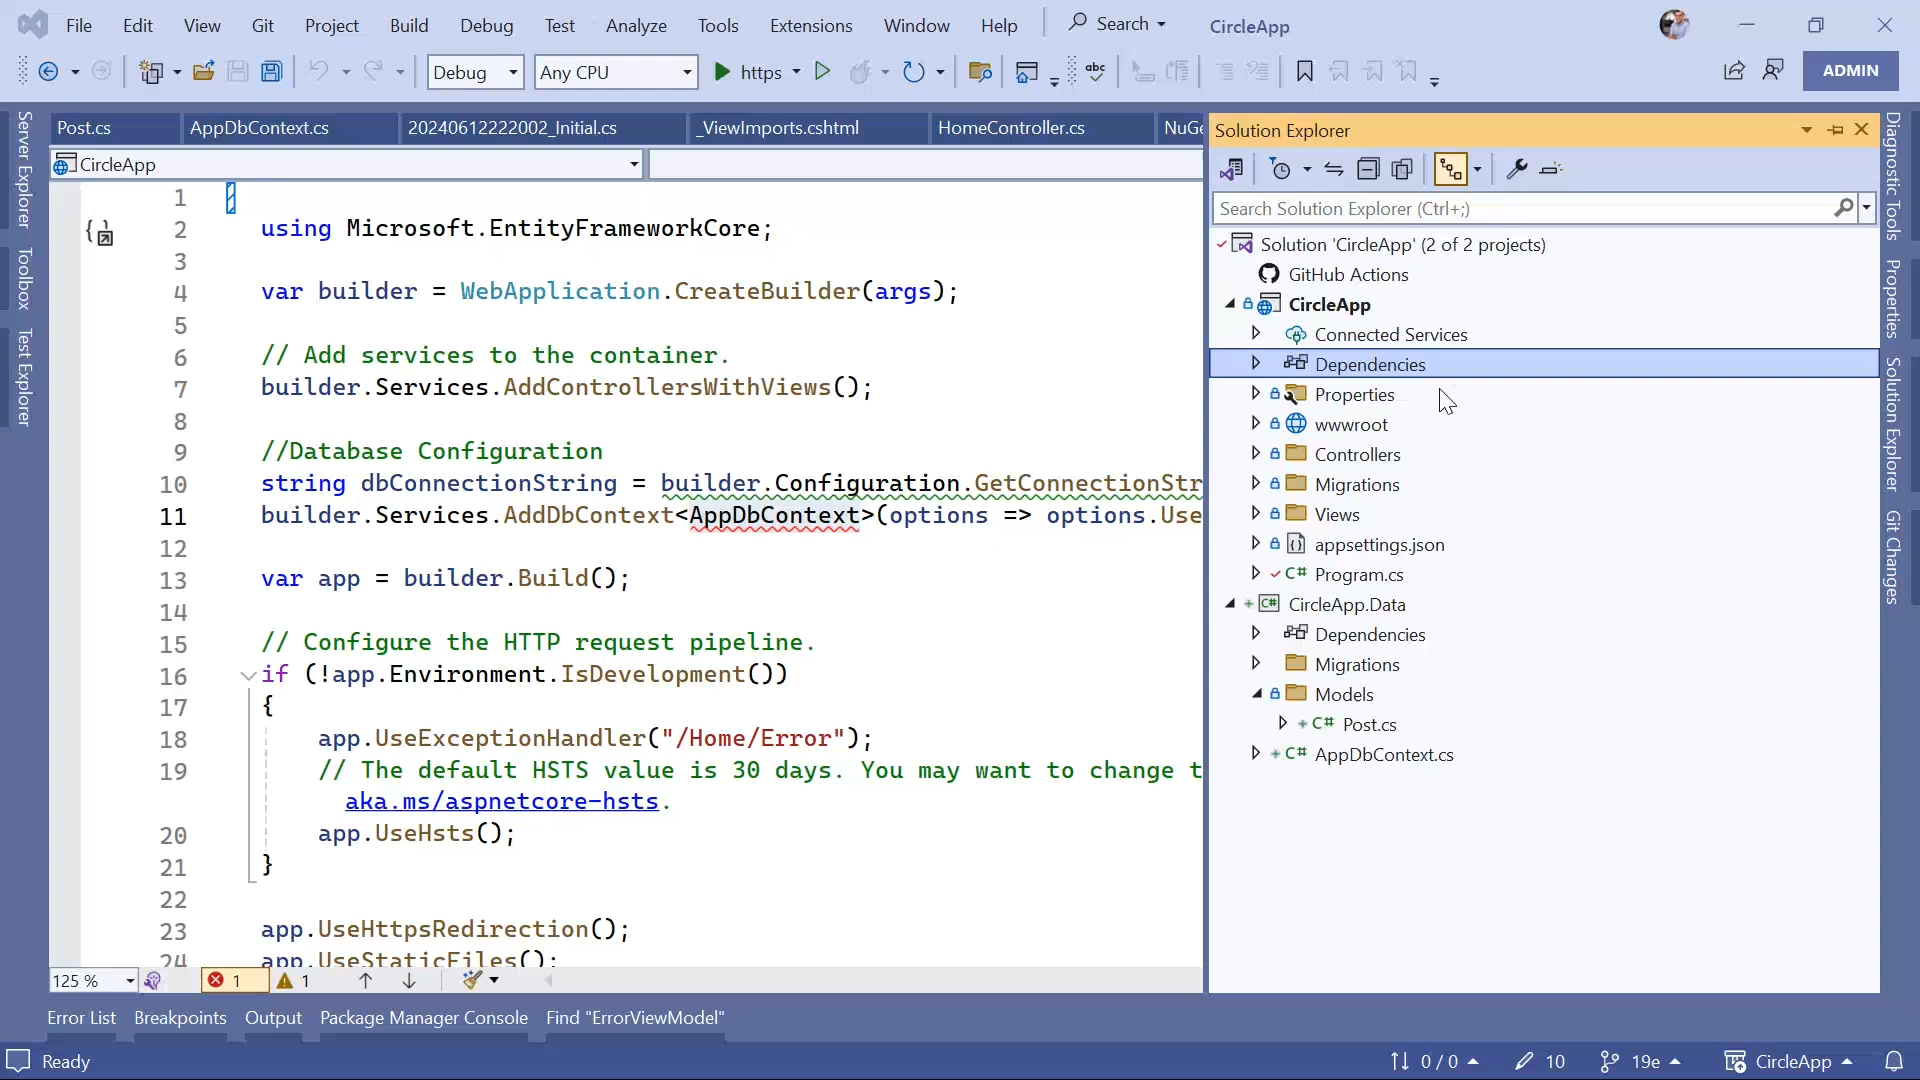 File Edit View Git Project Build Debug Test Analyze Tools Extensions Window Help Search CircleApp
Debug Any CPU https abc ADMIN
Server Explorer
Toolbox
Test Explorer
Post.cs AppDbContext.cs 20240612222002_Initial.cs _ViewImports.cshtml HomeController.cs NuGe
CircleApp
1
2 using Microsoft.EntityFrameworkCore;
3
4 var builder = WebApplication.CreateBuilder(args);
5
6 // Add services to the container.
7 builder.Services.AddControllersWithViews();
8
9 //Database Configuration
10 string dbConnectionString = builder.Configuration.GetConnectionStr
11 builder.Services.AddDbContext<AppDbContext>(options => options.Use
12
13 var app = builder.Build();
14
15 // Configure the HTTP request pipeline.
16 if (!app.Environment.IsDevelopment())
17 {
18 app.UseExceptionHandler("/Home/Error");
19 // The default HSTS value is 30 days. You may want to change t
aka.ms/aspnetcore-hsts.
20 app.UseHsts();
21 }
22
23 app.UseHttpsRedirection();
24 app.UseStaticFiles();
125 % 1 1
Solution Explorer
Search Solution Explorer (Ctrl+;)
Solution 'CircleApp' (2 of 2 projects)
GitHub Actions
CircleApp
Connected Services
Dependencies
Properties
wwwroot
Controllers
Migrations
Views
appsettings.json
C# Program.cs
C# CircleApp.Data
Dependencies
Migrations
Models
C# Post.cs
C# AppDbContext.cs
Diagnostic Tools
Properties
Solution Explorer
Git Changes
Error List Breakpoints Output Package Manager Console Find "ErrorViewModel"
Ready 0 / 0 10 19e CircleApp